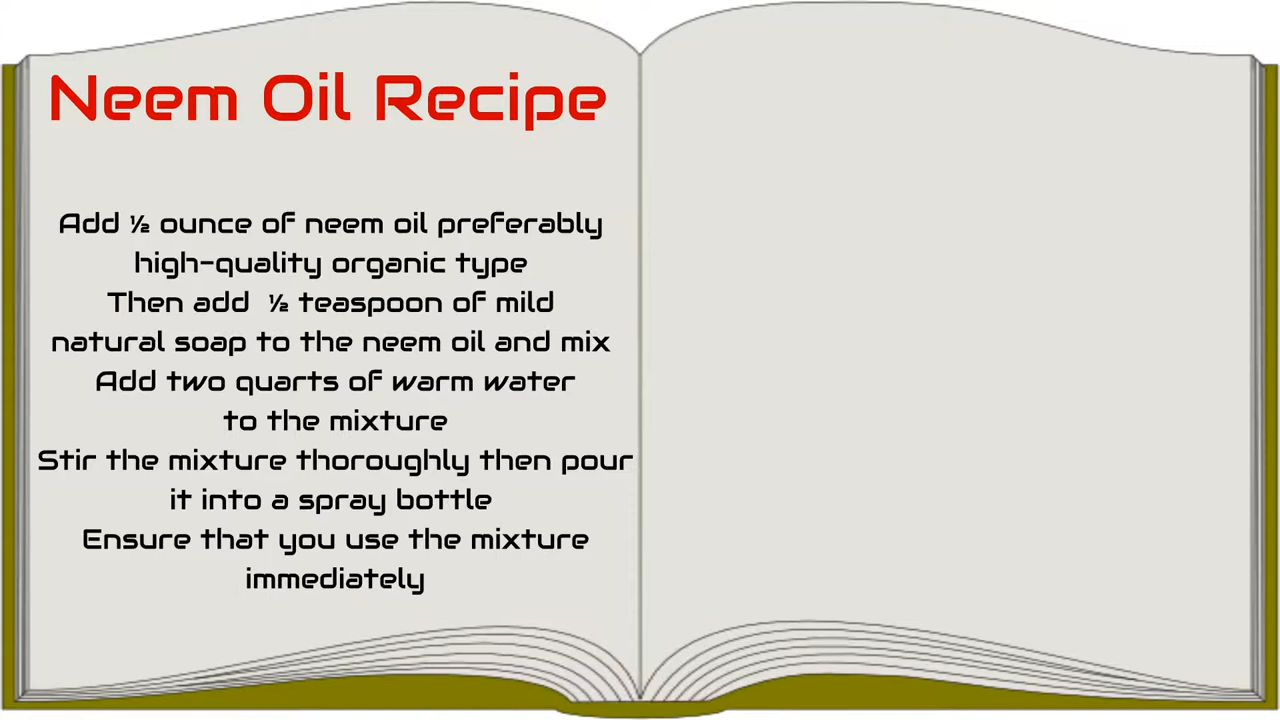 Neem Oil Recipe
Add ½ ounce of neem oil preferably
high-quality organic type
Then add ½ teaspoon of mild
natural soap to the neem oil and mix
Add two quarts of warm water
to the mixture
Stir the mixture thoroughly then pour
it into a spray bottle
Ensure that you use the mixture
immediately